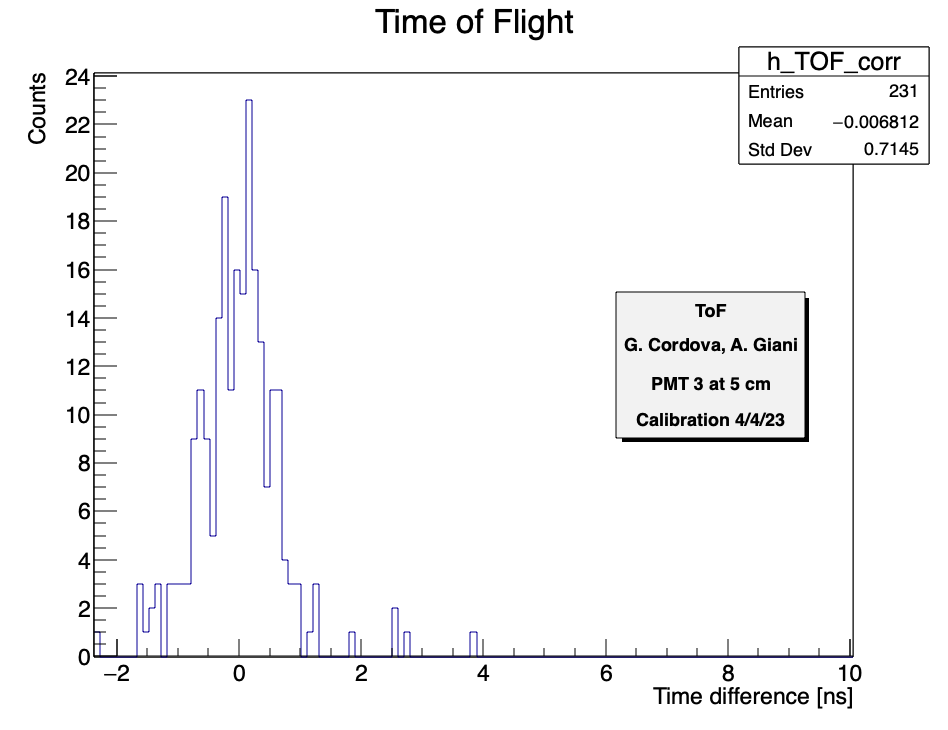 Time of Flight
h_TOF_corr
Entries 231
Mean −0.006812
Std Dev 0.7145
Counts
24
22
20
18
16
14
12
10
8
6
4
2
0
ToF
G. Cordova, A. Giani
PMT 3 at 5 cm
Calibration 4/4/23
−2 0 2 4 6 8 10
Time difference [ns]